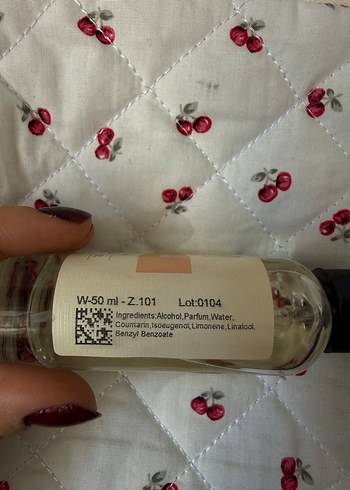 W-50 ml - Z.101 Lot:0104
Ingredients:Alcohol,Parfum,Water,
Coumarin,Isoeugenol,Limonene,Linalool,
Benzyl Benzoate